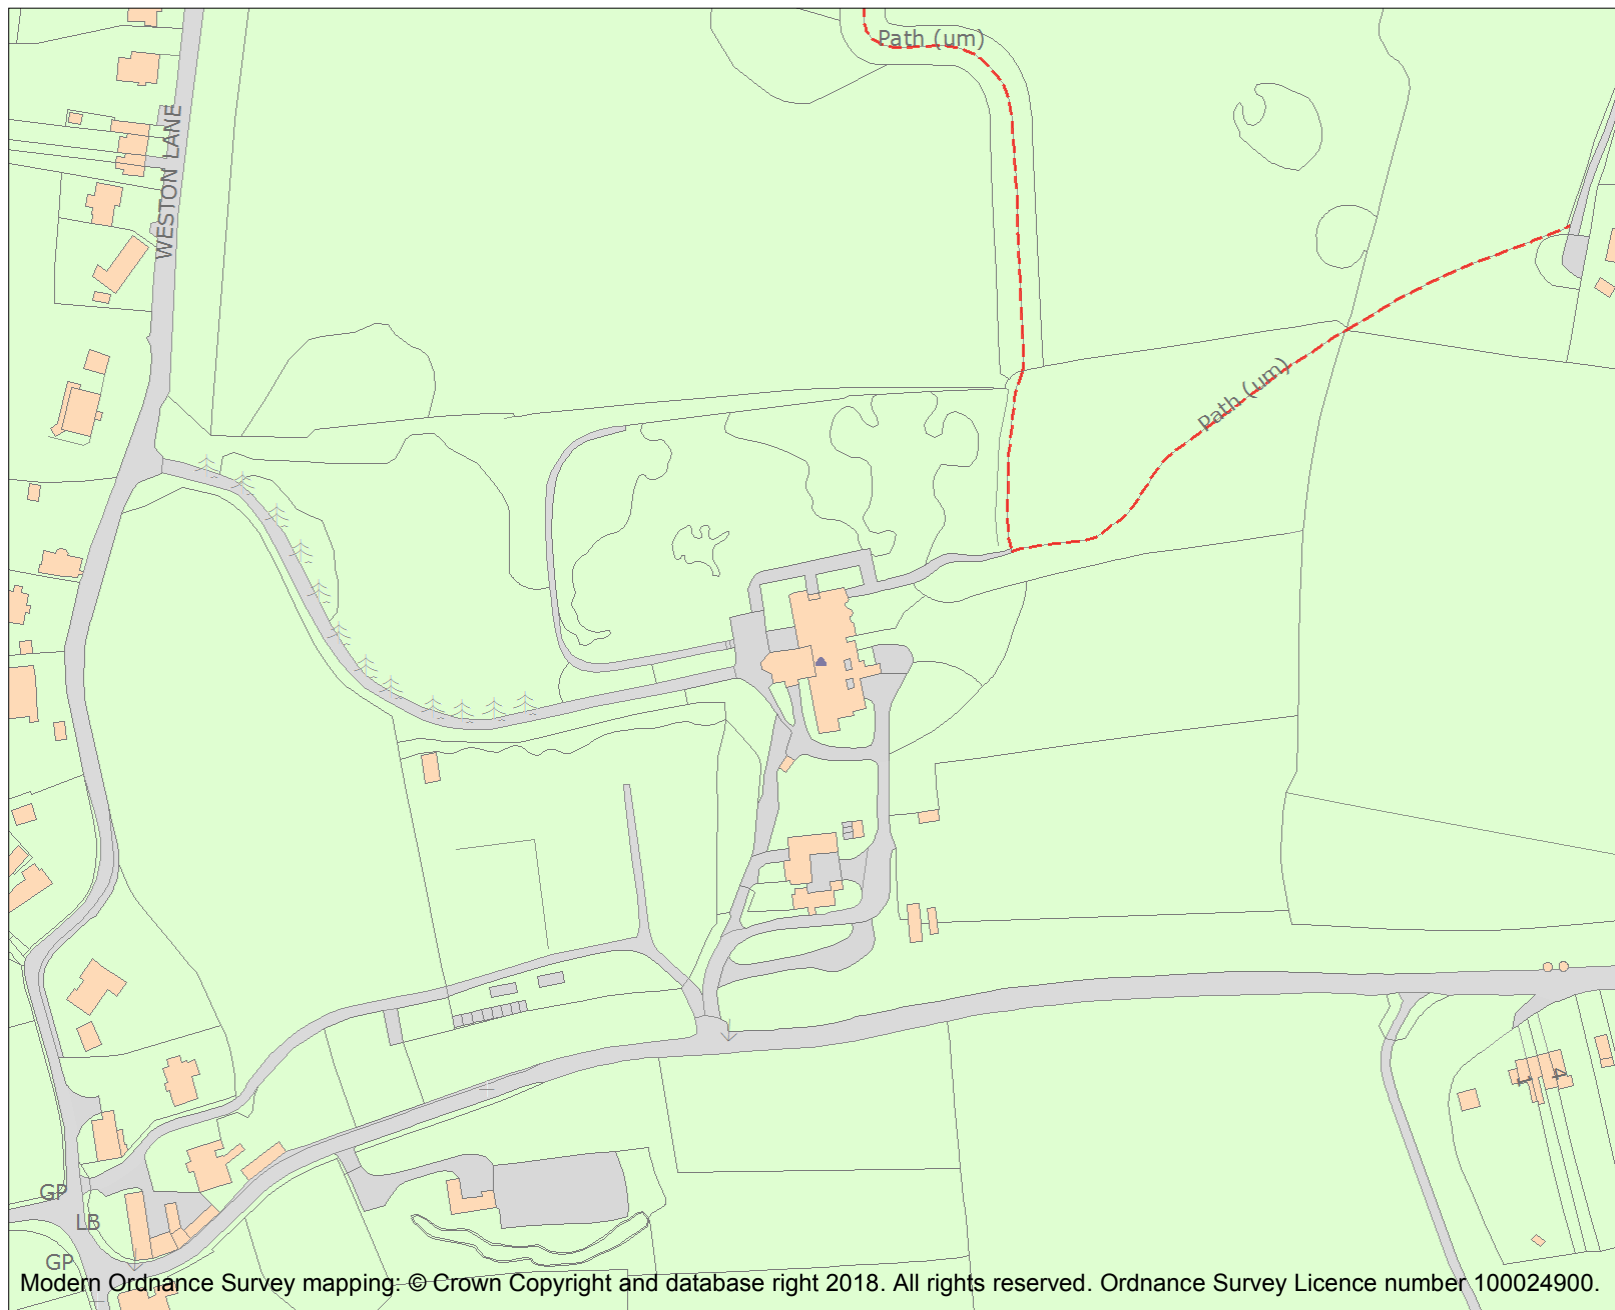 Path (um)
WESTON LANE
Path (um)
1
4
GP
LB
GP
Modern Ordnance Survey mapping: © Crown Copyright and database right 2018. All rights reserved. Ordnance Survey Licence number 100024900.